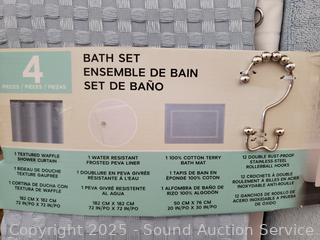 4
PIECES / PIÈCES / PIEZAS
BATH SET
ENSEMBLE DE BAIN
SET DE BAÑO
1 TEXTURED WAFFLE
SHOWER CURTAIN
1 RIDEAU DE DOUCHE
TEXTURE GAUFRÉE
1 CORTINA DE DUCHA CON
TEXTURA DE WAFFLE
182 CM X 182 CM
72 IN/PO X 72 IN/PO
1 WATER RESISTANT
FROSTED PEVA LINER
1 DOUBLURE EN PEVA GIVRÉE
RÉSISTANTE À L'EAU
1 PEVA GIVRÉE RESISTENTE
AL AGUA
182 CM X 182 CM
72 IN/PO X 72 IN/PO
1 100% COTTON TERRY
BATH MAT
1 TAPIS DE BAIN EN
ÉPONGE 100% COTON
1 ALFOMBRA DE BAÑO DE
RIZO 100% ALGODÓN
50 CM X 76 CM
20 IN/PO X 30 IN/PO
12 DOUBLE RUST-PROOF
STAINLESS STEEL
ROLLERBALL HOOKS
12 CROCHETS À DOUBLE
ROULEMENT À BILLES EN ACIER
INOXYDABLE ANTI-ROUILLE
12 GANCHOS DE RODILLO DE
ACERO INOXIDABLE A PRUEBA
DE OXIDO
Copyright 2025 - Sound Auction Service